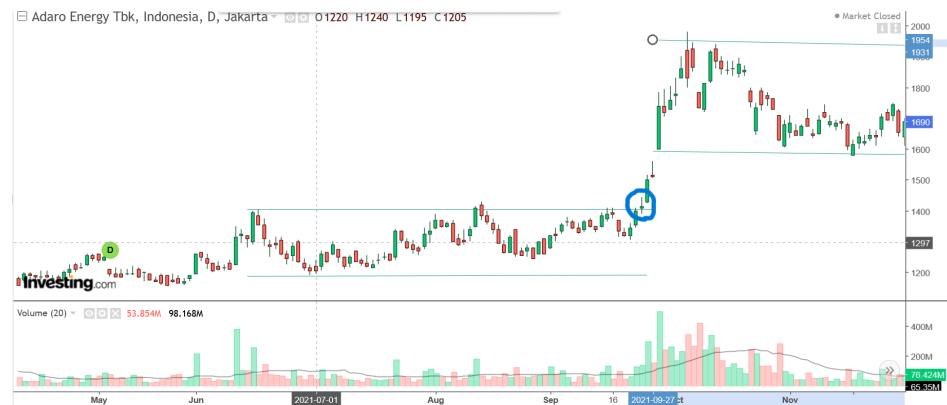 Adaro Energy Tbk, Indonesia, D, Jakarta O1220 H1240 L1195 C1205
Market Closed
2000
1954
1931
1800
1690
1600
1500
1400
1297
1200
D
Investing.com
Volume (20) 53.854M 98.168M
400M
200M
76.424M
65.35M
May Jun 2021-07-01 Aug Sep 16 2021-09-27 Oct Nov